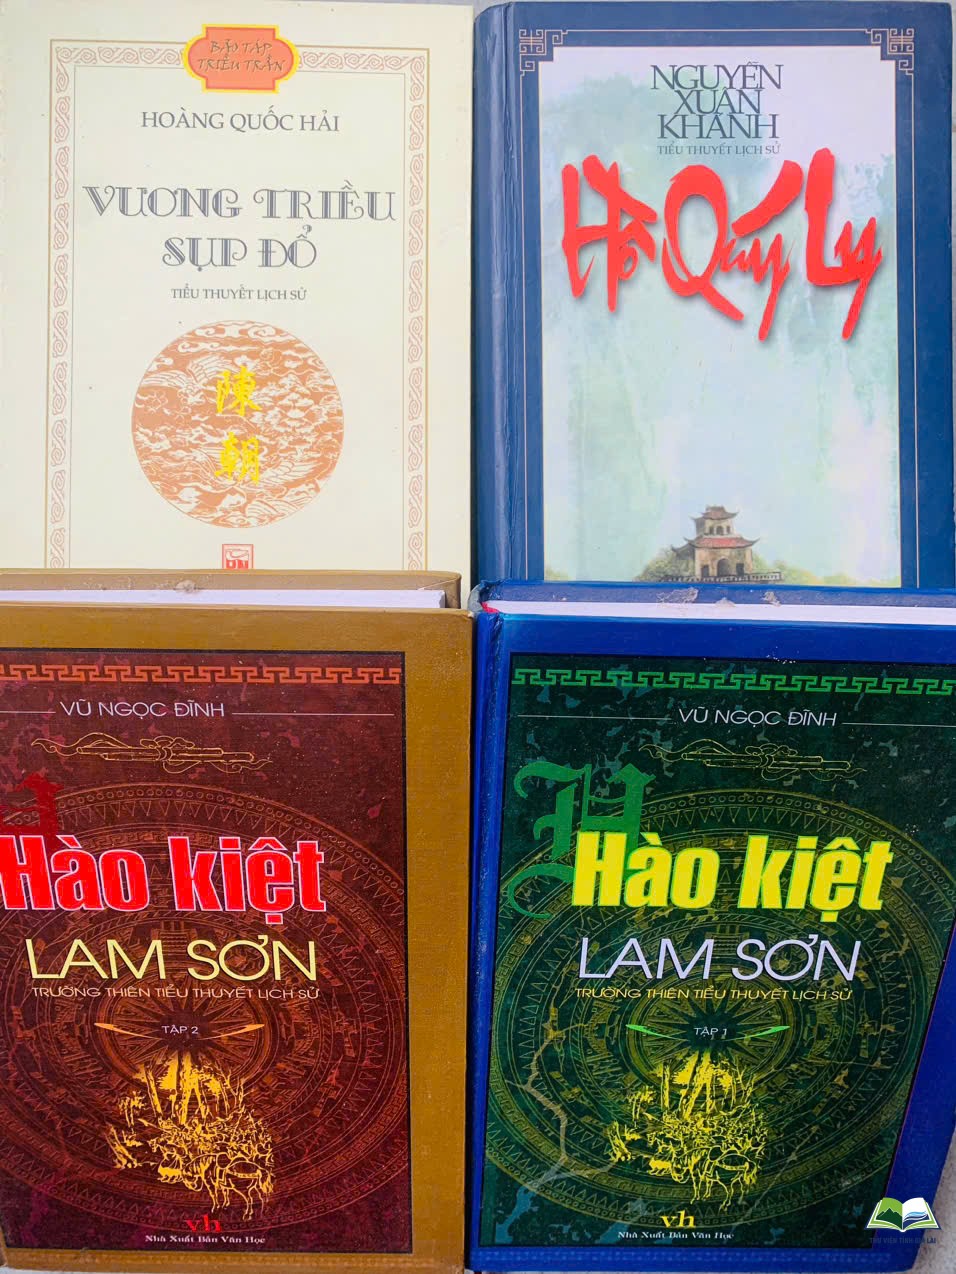 BÃO TÁP
TRIỀU TRẦN
HOÀNG QUỐC HẢI
VƯƠNG TRIỀU
SỤP ĐỔ
TIỂU THUYẾT LỊCH SỬ
陳
朝
NGUYỄN
XUÂN
KHÁNH
TIỂU THUYẾT LỊCH SỬ
Hồ Quý Ly
VŨ NGỌC ĐĨNH
Hào kiệt
LAM SƠN
TRƯỜNG THIÊN TIỂU THUYẾT LỊCH SỬ
TẬP 2
vh
Nhà Xuất Bản Văn Học
VŨ NGỌC ĐĨNH
H
Hào kiệt
LAM SƠN
TRƯỜNG THIÊN TIỂU THUYẾT LỊCH SỬ
TẬP 1
vh
Nhà Xuất Bản Văn Học